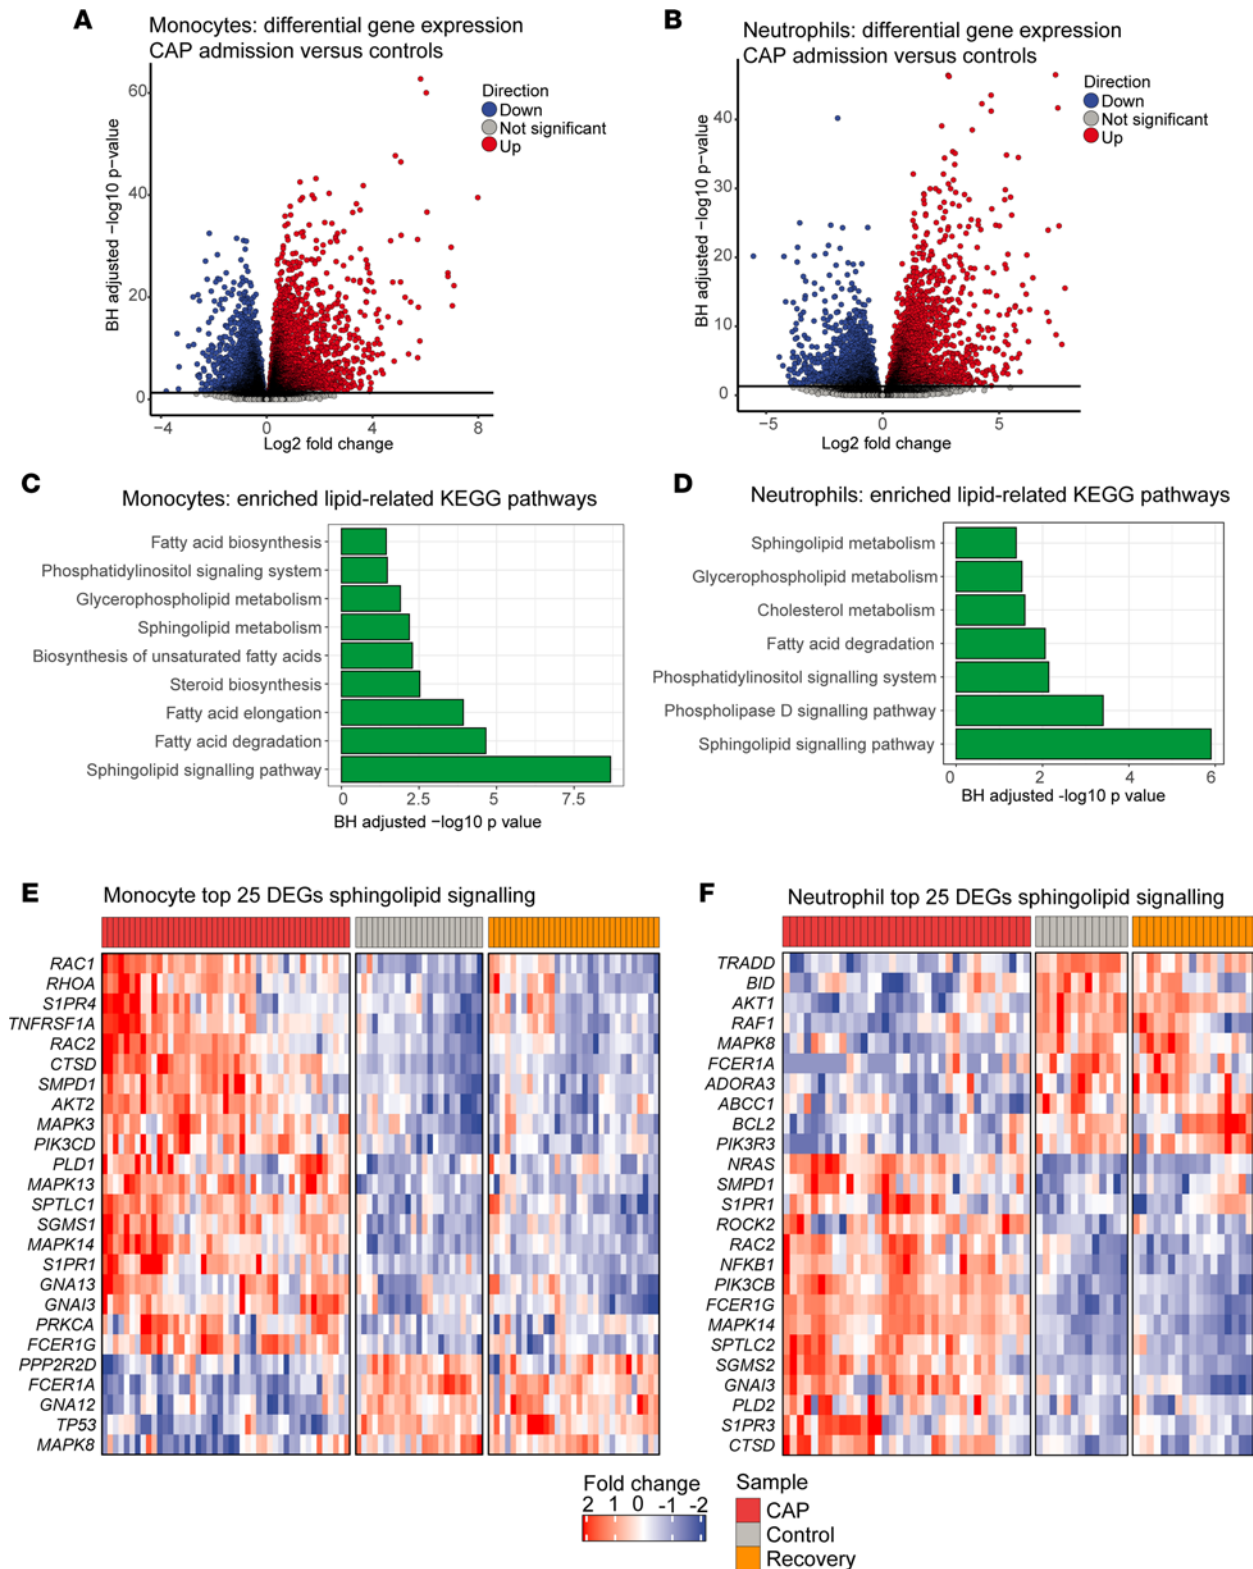 A
Monocytes: differential gene expression
CAP admission versus controls
BH adjusted −log10 p−value
60
40
20
0
−4
0
4
8
Log2 fold change
Direction
Down
Not significant
Up
B
Neutrophils: differential gene expression
CAP admission versus controls
BH adjusted −log10 p−value
40
30
20
10
0
−5
0
5
Log2 fold change
Direction
Down
Not significant
Up
C
Monocytes: enriched lipid-related KEGG pathways
Fatty acid biosynthesis
Phosphatidylinositol signaling system
Glycerophospholipid metabolism
Sphingolipid metabolism
Biosynthesis of unsaturated fatty acids
Steroid biosynthesis
Fatty acid elongation
Fatty acid degradation
Sphingolipid signalling pathway
0
2.5
5
7.5
BH adjusted −log10 p value
D
Neutrophils: enriched lipid-related KEGG pathways
Sphingolipid metabolism
Glycerophospholipid metabolism
Cholesterol metabolism
Fatty acid degradation
Phosphatidylinositol signalling system
Phospholipase D signalling pathway
Sphingolipid signalling pathway
0
2
4
6
BH adjusted -log10 p value
E
Monocyte top 25 DEGs sphingolipid signalling
RAC1
RHOA
S1PR4
TNFRSF1A
RAC2
CTSD
SMPD1
AKT2
MAPK3
PIK3CD
PLD1
MAPK13
SPTLC1
SGMS1
MAPK14
S1PR1
GNA13
GNAI3
PRKCA
FCER1G
PPP2R2D
FCER1A
GNA12
TP53
MAPK8
F
Neutrophil top 25 DEGs sphingolipid signalling
TRADD
BID
AKT1
RAF1
MAPK8
FCER1A
ADORA3
ABCC1
BCL2
PIK3R3
NRAS
SMPD1
S1PR1
ROCK2
RAC2
NFKB1
PIK3CB
FCER1G
MAPK14
SPTLC2
SGMS2
GNAI3
PLD2
S1PR3
CTSD
Fold change
2 1 0 -1 -2
Sample
CAP
Control
Recovery